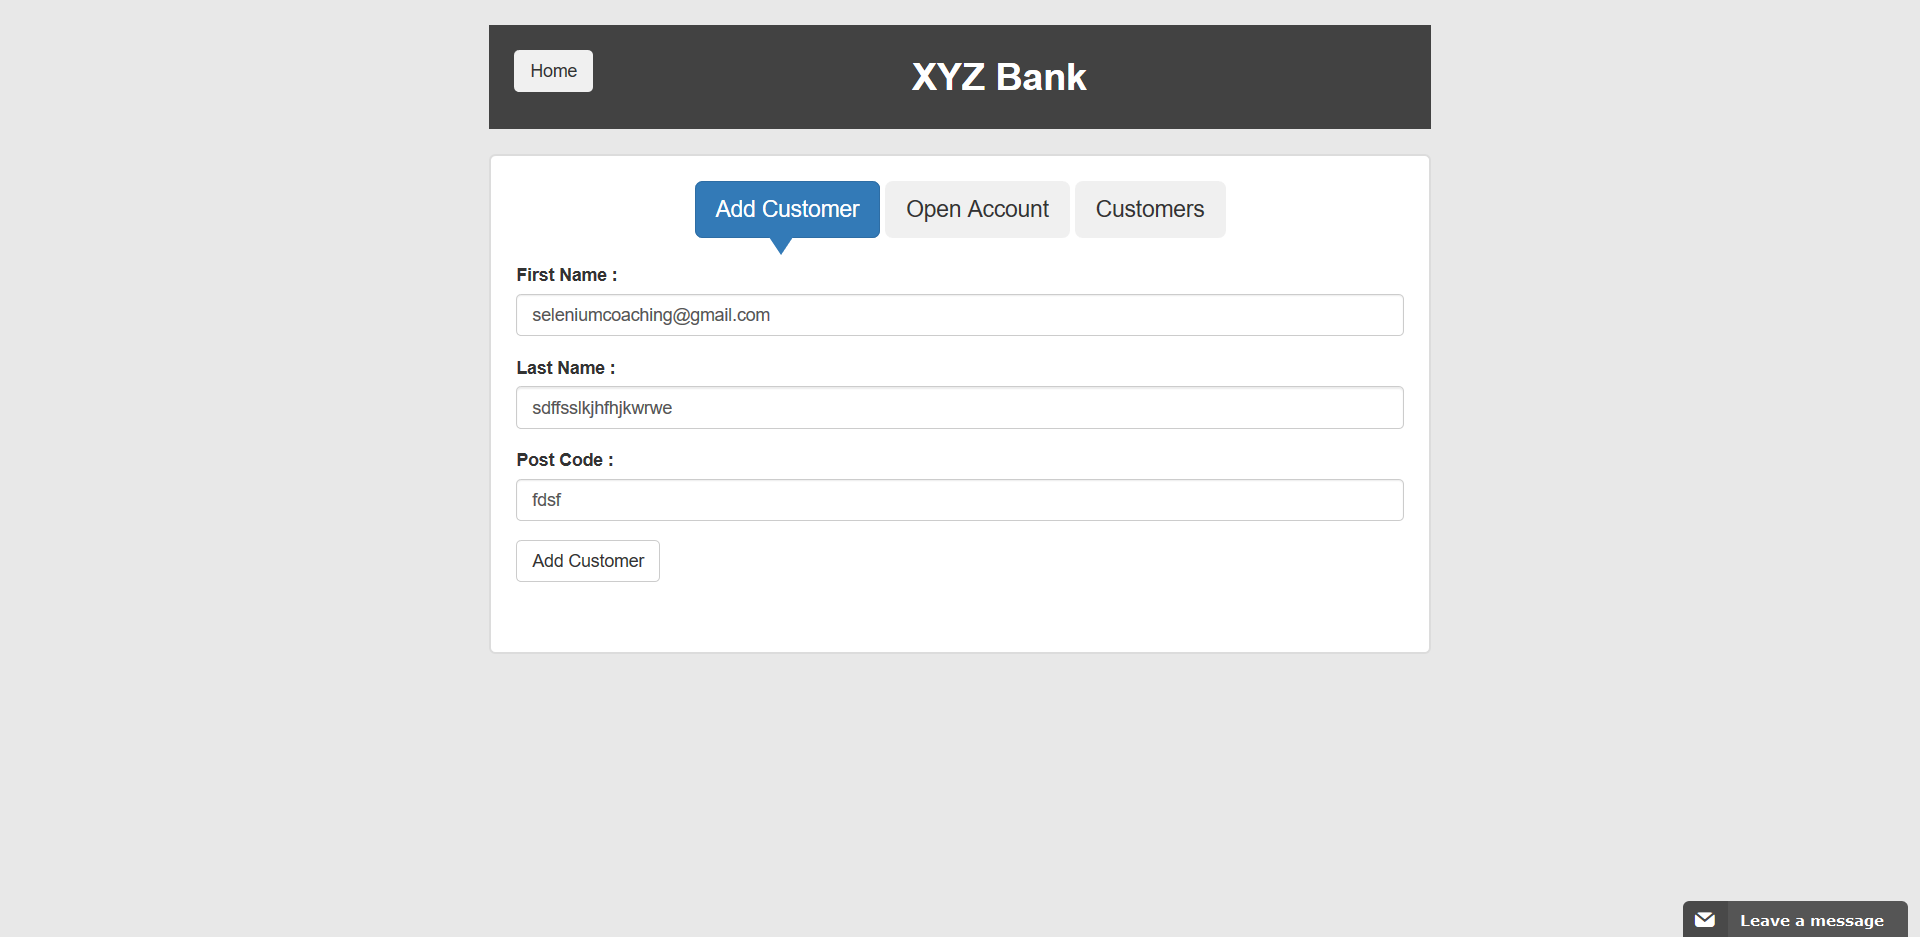 Home
XYZ Bank
Add Customer
Open Account
Customers
First Name :
seleniumcoaching@gmail.com
Last Name :
sdffsslkjhfhjkwrwe
Post Code :
fdsf
Add Customer
Leave a message